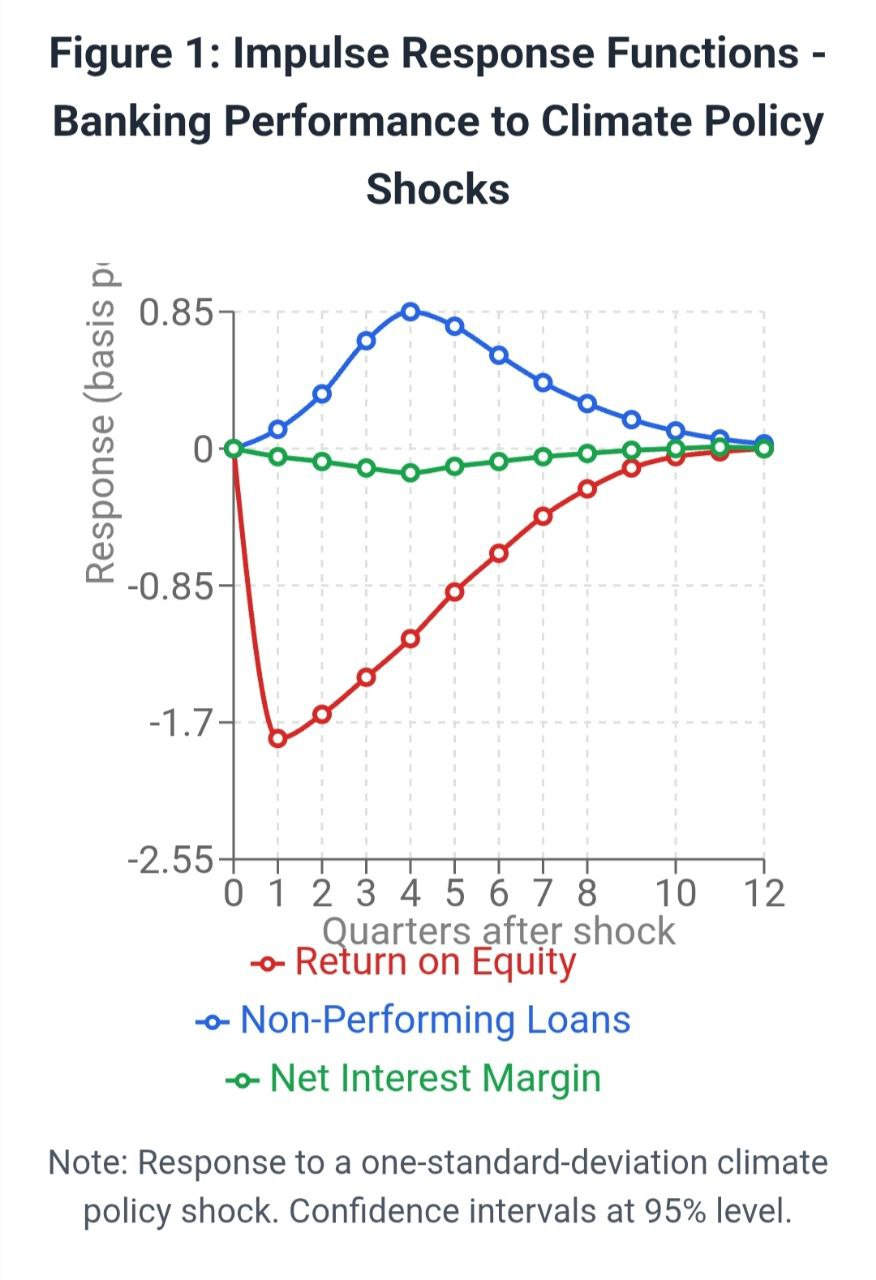 Figure 1: Impulse Response Functions -
Banking Performance to Climate Policy
Shocks
Response (basis
0.85
0
-0.85
-1.7
-2.55
0 1 2 3 4 5 6 7 8 10 12
Quarters after shock
Return on Equity
Non-Performing Loans
Net Interest Margin
Note: Response to a one-standard-deviation climate
policy shock. Confidence intervals at 95% level.